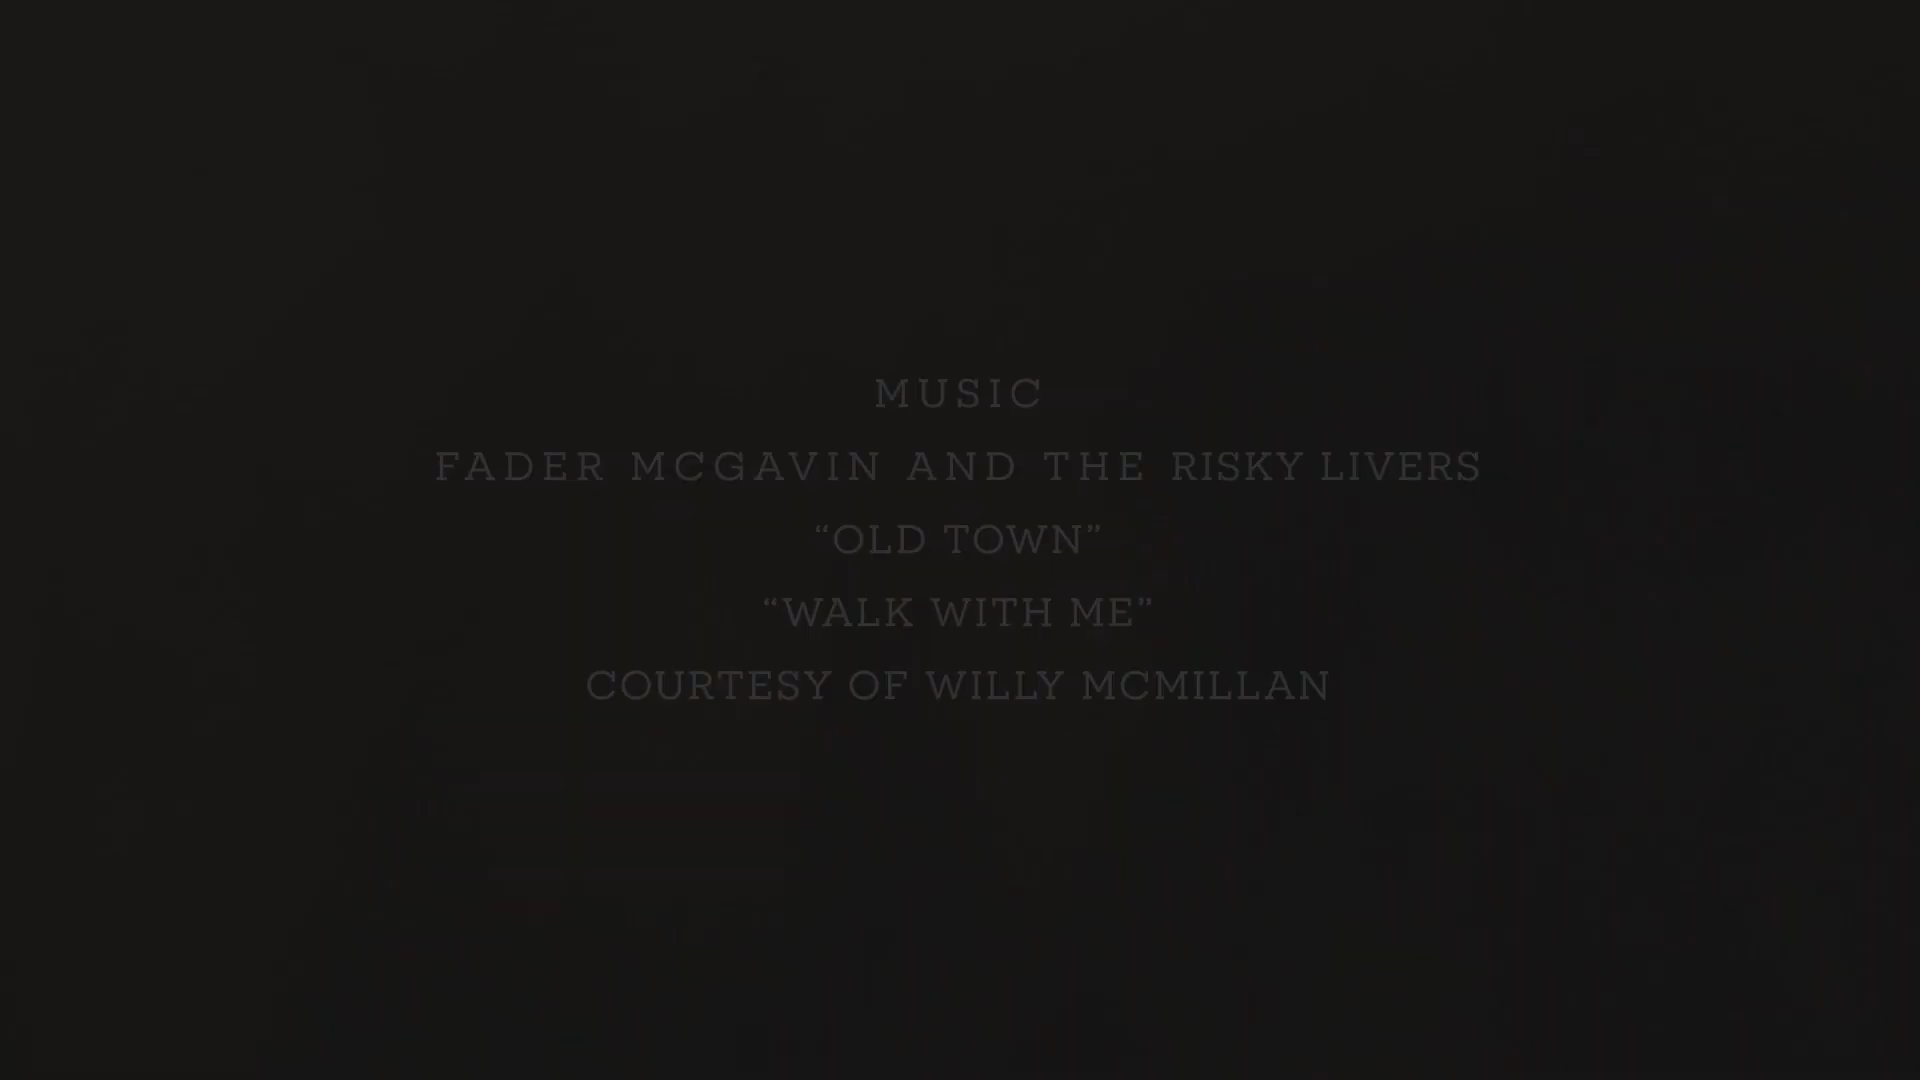 MUSIC
FADER MCGAVIN AND THE RISKY LIVERS
“OLD TOWN”
“WALK WITH ME”
COURTESY OF WILLY MCMILLAN